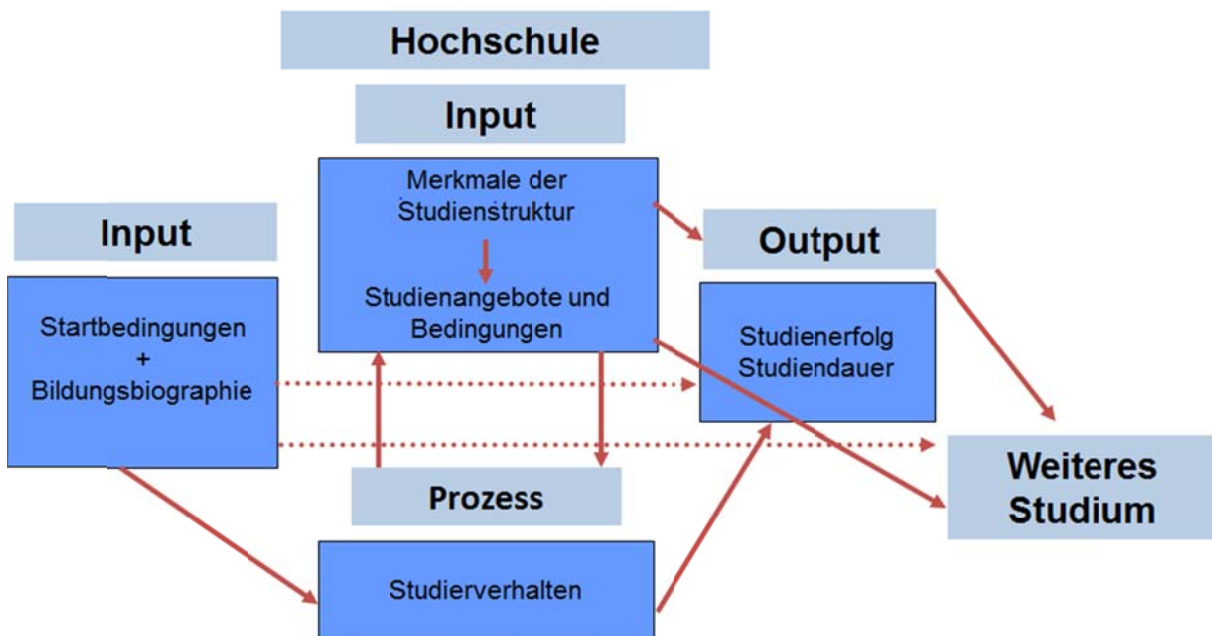 Hochschule
Input
Merkmale der
Studienstruktur
Studienangebote und
Bedingungen
Input
Startbedingungen
+
Bildungsbiographie
Output
Studienerfolg
Studiendauer
Prozess
Studierverhalten
Weiteres
Studium